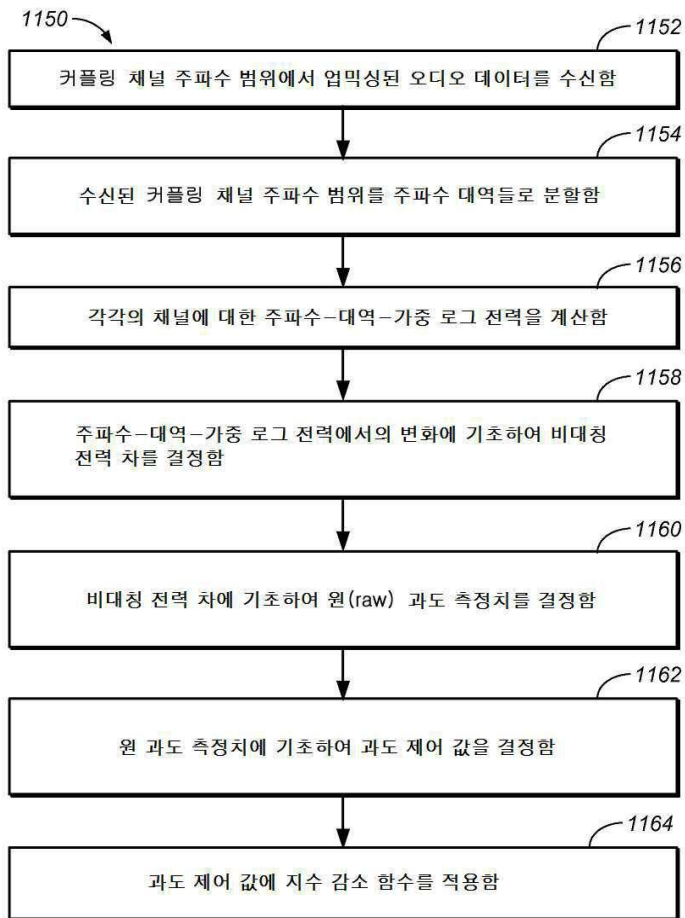 1150
1152
커플링 채널 주파수 범위에서 업믹싱된 오디오 데이터를 수신함
1154
수신된 커플링 채널 주파수 범위를 주파수 대역들로 분할함
1156
각각의 채널에 대한 주파수-대역-가중 로그 전력을 계산함
1158
주파수-대역-가중 로그 전력에서의 변화에 기초하여 비대칭
전력 차를 결정함
1160
비대칭 전력 차에 기초하여 원(raw) 과도 측정치를 결정함
1162
원 과도 측정치에 기초하여 과도 제어 값을 결정함
1164
과도 제어 값에 지수 감소 함수를 적용함